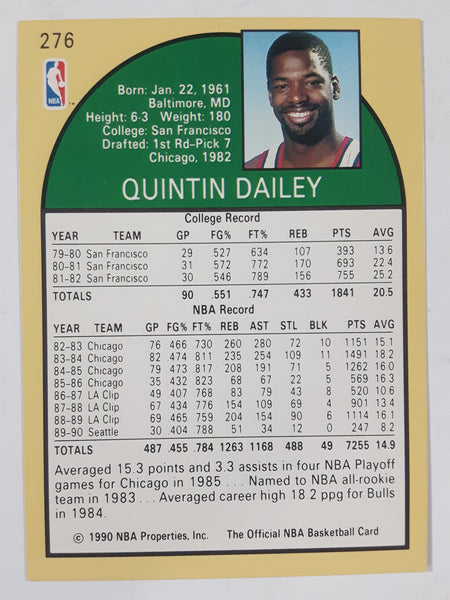 276
NBA
Born: Jan. 22, 1961
Baltimore, MD
Height: 6-3 Weight: 180
College: San Francisco
Drafted: 1st Rd-Pick 7
Chicago, 1982
QUINTIN DAILEY
College Record
YEAR TEAM GP FG% FT% REB PTS AVG
79-80 San Francisco 29 .527 .634 107 393 13.6
80-81 San Francisco 31 .572 .772 170 693 22.4
81-82 San Francisco 30 .546 .789 156 755 25.2
TOTALS 90 .551 .747 433 1841 20.5
NBA Record
YEAR TEAM GP FG% FT% REB AST STL BLK PTS AVG
82-83 Chicago 76 .466 .730 260 280 72 10 1151 15.1
83-84 Chicago 82 .474 .811 235 254 109 11 1491 18.2
84-85 Chicago 79 .473 .817 208 191 71 5 1262 16.0
85-86 Chicago 35 .432 .823 68 67 22 5 569 16.3
86-87 LA Clip. 49 .407 .768 83 79 43 8 520 10.6
87-88 LA Clip. 67 .434 .776 154 109 69 4 901 13.4
88-89 LA Clip. 69 .465 .759 204 154 90 6 1114 16.1
89-90 Seattle 30 .404 .788 51 34 12 0 247 8.2
TOTALS 487 .455 .784 1263 1168 488 49 7255 14.9
Averaged 15.3 points and 3.3 assists in four NBA Playoff
games for Chicago in 1985 . . . Named to NBA all-rookie
team in 1983 . . . Averaged career high 18.2 ppg for Bulls
in 1984.
© 1990 NBA Properties, Inc. The Official NBA Basketball Card